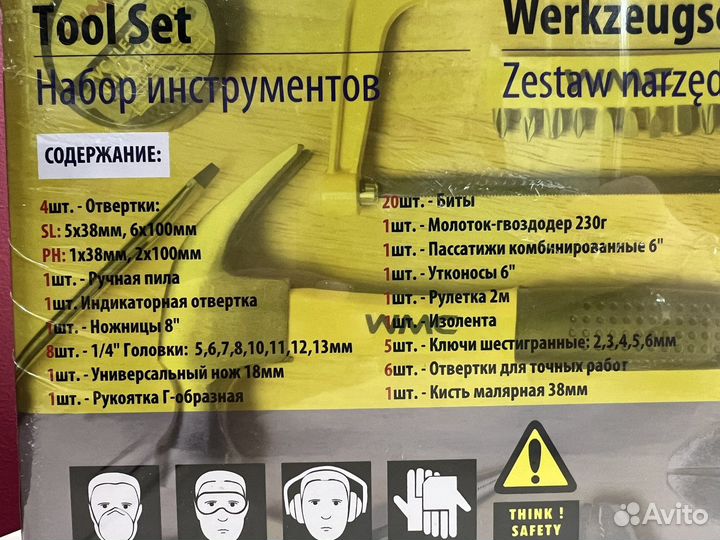 Tool Set
Werkzeugs
Набор инструментов
Zestaw narzęd
СОДЕРЖАНИЕ:
4шт. - Отвертки:
SL: 5x38мм, 6x100мм
PH: 1x38мм, 2x100мм
1шт. - Ручная пила
1шт. Индикаторная отвертка
1шт. - Ножницы 8"
8шт. - 1/4" Головки: 5,6,7,8,10,11,12,13мм
1шт. - Универсальный нож 18мм
1шт. - Рукоятка Г-образная
20шт. - Биты
1шт. - Молоток-гвоздодер 230г
1шт. - Пассатижи комбинированные 6"
1шт. - Утконосы 6"
1шт. - Рулетка 2м
1шт. - Изолента
5шт. - Ключи шестигранные: 2,3,4,5,6мм
6шт. - Отвертки для точных работ
1шт. - Кисть малярная 38мм
WMC
WMC
THINK !
SAFETY
Avito